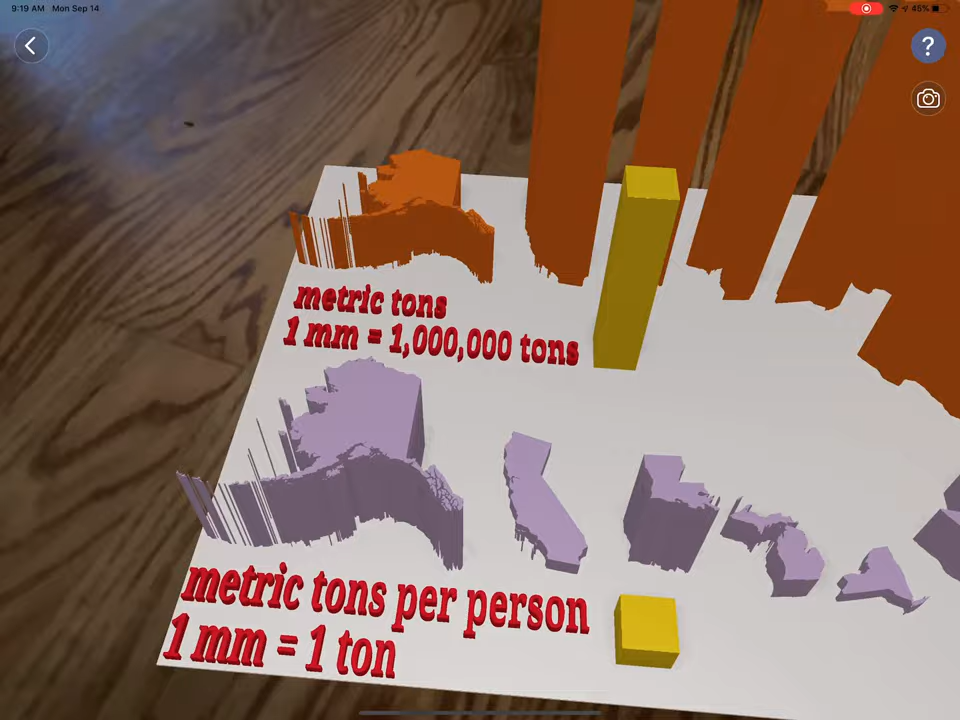 9:19 AM Mon Sep 14
45%
?
metric tons
1 mm = 1,000,000 tons
metric tons per person
1 mm = 1 ton